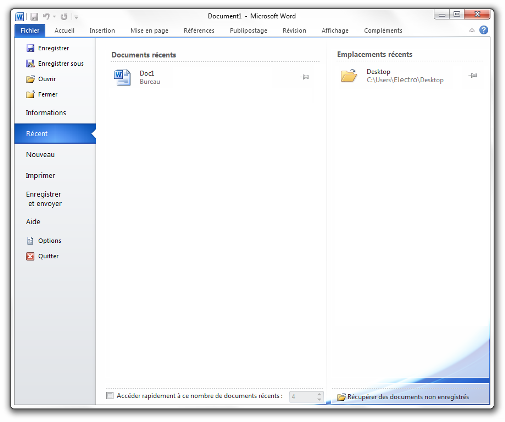 Document1 - Microsoft Word
Fichier Accueil Insertion Mise en page Références Publipostage Révision Affichage Compléments
Enregistrer
Enregistrer sous
Ouvrir
Fermer
Informations
Récent
Nouveau
Imprimer
Enregistrer
et envoyer
Aide
Options
Quitter
Documents récents
Doc1
Bureau
Accéder rapidement à ce nombre de documents récents : 4
Emplacements récents
Desktop
C:\Users\Electro\Desktop
Récupérer des documents non enregistrés